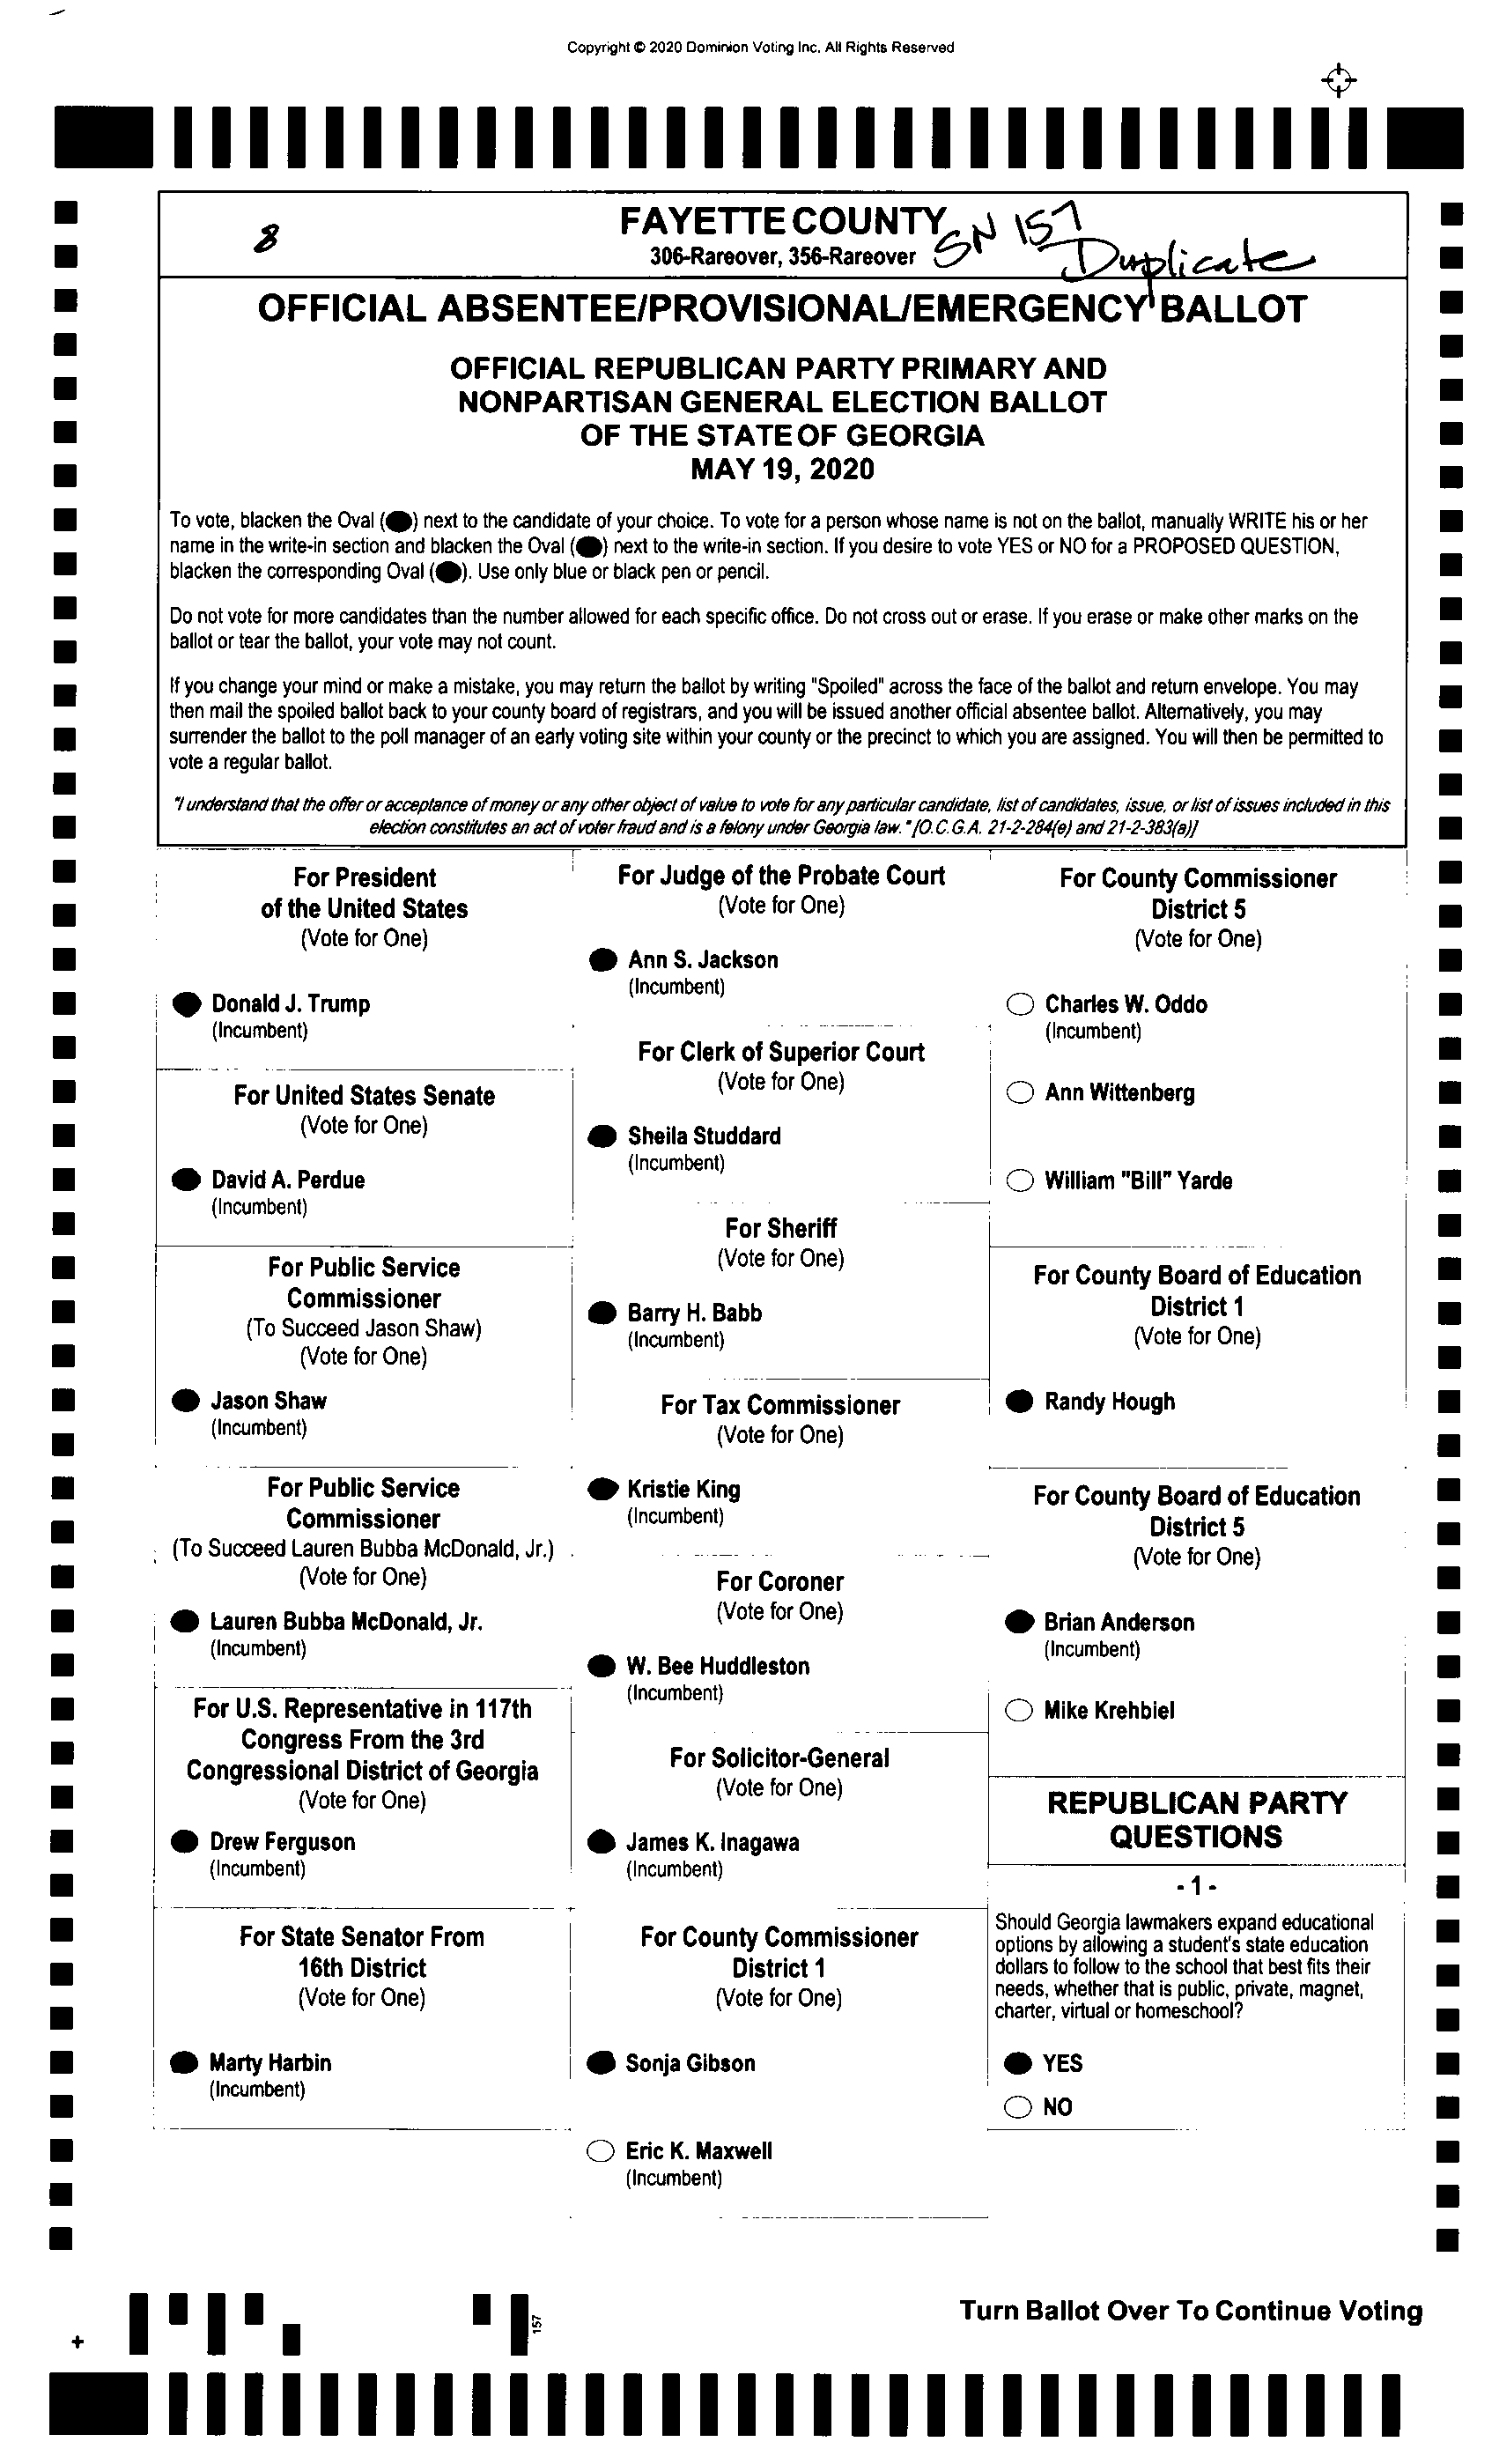 Copyright © 2020 Dominion Voting Inc. All Rights Reserved
8
FAYETTE COUNTY
306-Rareover, 356-Rareover
SN 157
Duplicate
OFFICIAL ABSENTEE/PROVISIONAL/EMERGENCY BALLOT
OFFICIAL REPUBLICAN PARTY PRIMARY AND
NONPARTISAN GENERAL ELECTION BALLOT
OF THE STATE OF GEORGIA
MAY 19, 2020
To vote, blacken the Oval (●) next to the candidate of your choice. To vote for a person whose name is not on the ballot, manually WRITE his or her
name in the write-in section and blacken the Oval (●) next to the write-in section. If you desire to vote YES or NO for a PROPOSED QUESTION,
blacken the corresponding Oval (●). Use only blue or black pen or pencil.
Do not vote for more candidates than the number allowed for each specific office. Do not cross out or erase. If you erase or make other marks on the
ballot or tear the ballot, your vote may not count.
If you change your mind or make a mistake, you may return the ballot by writing "Spoiled" across the face of the ballot and return envelope. You may
then mail the spoiled ballot back to your county board of registrars, and you will be issued another official absentee ballot. Alternatively, you may
surrender the ballot to the poll manager of an early voting site within your county or the precinct to which you are assigned. You will then be permitted to
vote a regular ballot.
"I understand that the offer or acceptance of money or any other object of value to vote for any particular candidate, list of candidates, issue, or list of issues included in this
election constitutes an act of voter fraud and is a felony under Georgia law." [O.C.G.A. 21-2-284(e) and 21-2-383(a)]
For President
of the United States
(Vote for One)
Donald J. Trump
(Incumbent)
For United States Senate
(Vote for One)
David A. Perdue
(Incumbent)
For Public Service
Commissioner
(To Succeed Jason Shaw)
(Vote for One)
Jason Shaw
(Incumbent)
For Public Service
Commissioner
(To Succeed Lauren Bubba McDonald, Jr.)
(Vote for One)
Lauren Bubba McDonald, Jr.
(Incumbent)
For U.S. Representative in 117th
Congress From the 3rd
Congressional District of Georgia
(Vote for One)
Drew Ferguson
(Incumbent)
For State Senator From
16th District
(Vote for One)
Marty Harbin
(Incumbent)
For Judge of the Probate Court
(Vote for One)
Ann S. Jackson
(Incumbent)
For Clerk of Superior Court
(Vote for One)
Sheila Studdard
(Incumbent)
For Sheriff
(Vote for One)
Barry H. Babb
(Incumbent)
For Tax Commissioner
(Vote for One)
Kristie King
(Incumbent)
For Coroner
(Vote for One)
W. Bee Huddleston
(Incumbent)
For Solicitor-General
(Vote for One)
James K. Inagawa
(Incumbent)
For County Commissioner
District 1
(Vote for One)
Sonja Gibson
Eric K. Maxwell
(Incumbent)
For County Commissioner
District 5
(Vote for One)
Charles W. Oddo
(Incumbent)
Ann Wittenberg
William "Bill" Yarde
For County Board of Education
District 1
(Vote for One)
Randy Hough
For County Board of Education
District 5
(Vote for One)
Brian Anderson
(Incumbent)
Mike Krehbiel
REPUBLICAN PARTY
QUESTIONS
- 1 -
Should Georgia lawmakers expand educational
options by allowing a student's state education
dollars to follow to the school that best fits their
needs, whether that is public, private, magnet,
charter, virtual or homeschool?
YES
NO
157
Turn Ballot Over To Continue Voting